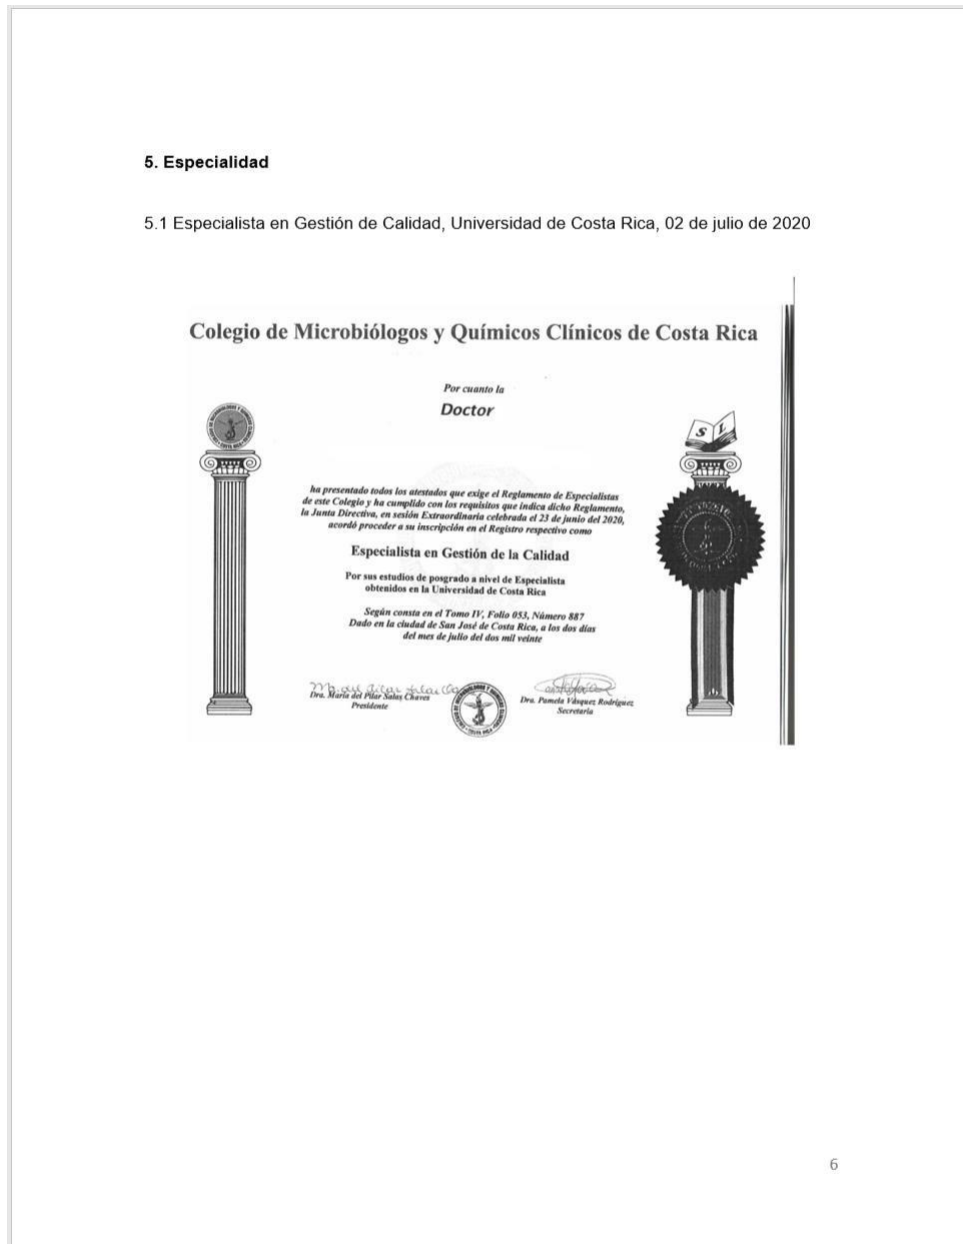 5. Especialidad
5.1 Especialista en Gestión de Calidad, Universidad de Costa Rica, 02 de julio de 2020
Colegio de Microbiólogos y Químicos Clínicos de Costa Rica
Por cuanto la
Doctor
S L
ha presentado todos los atestados que exige el Reglamento de Especialistas
de este Colegio y ha cumplido con los requisitos que indica dicho Reglamento,
la Junta Directiva, en sesión Extraordinaria celebrada el 23 de junio del 2020,
acordó proceder a su inscripción en el Registro respectivo como
Especialista en Gestión de la Calidad
Por sus estudios de posgrado a nivel de Especialista
obtenidos en la Universidad de Costa Rica
Según consta en el Tomo IV, Folio 053, Número 887
Dado en la ciudad de San José de Costa Rica, a los dos días
del mes de julio del dos mil veinte
Dra. María del Pilar Salas Chaves
Presidente
Dra. Pamela Vásquez Rodríguez
Secretaria
6